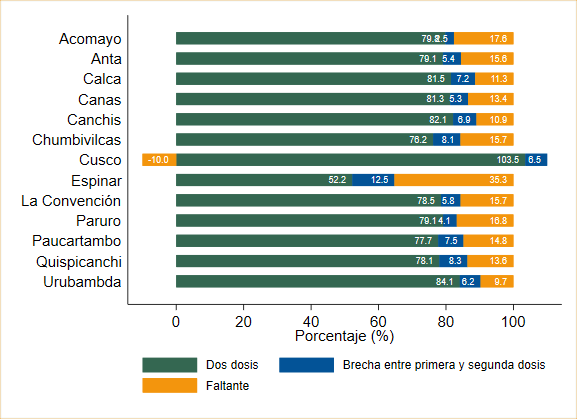 Acomayo 79.8 2.5 17.6
Anta 79.1 5.4 15.6
Calca 81.5 7.2 11.3
Canas 81.3 5.3 13.4
Canchis 82.1 6.9 10.9
Chumbivilcas 76.2 8.1 15.7
Cusco -10.0 103.5 6.5
Espinar 52.2 12.5 35.3
La Convención 78.5 5.8 15.7
Paruro 79.1 4.1 16.8
Paucartambo 77.7 7.5 14.8
Quispicanchi 78.1 8.3 13.6
Urubambda 84.1 6.2 9.7
0 20 40 60 80 100
Porcentaje (%)
Dos dosis Brecha entre primera y segunda dosis
Faltante